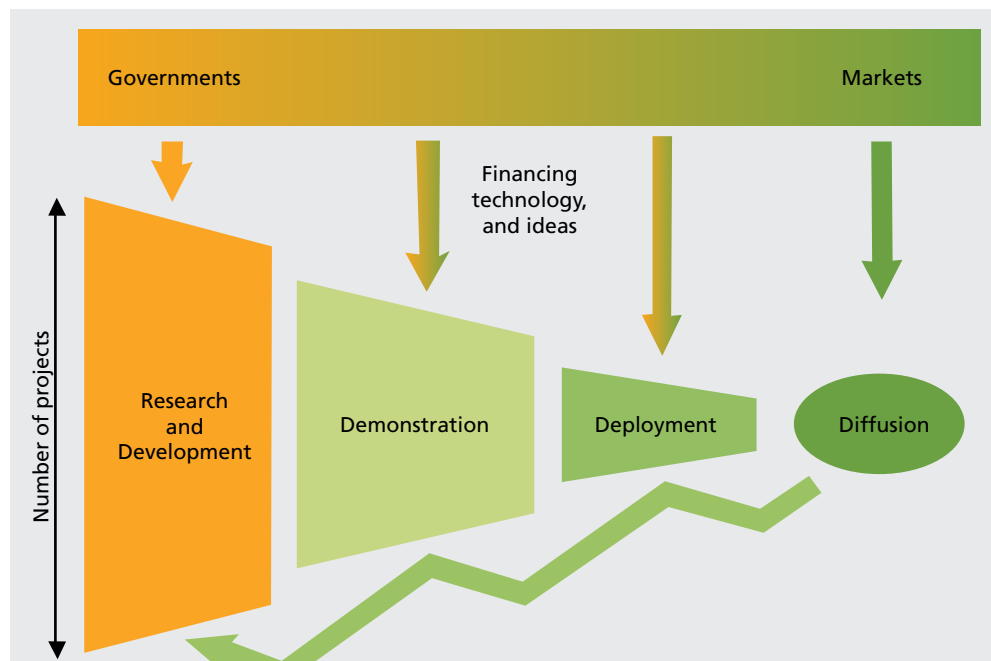 Governments
Markets
Financing
technology,
and ideas
Number of projects
Research
and
Development
Demonstration
Deployment
Diffusion